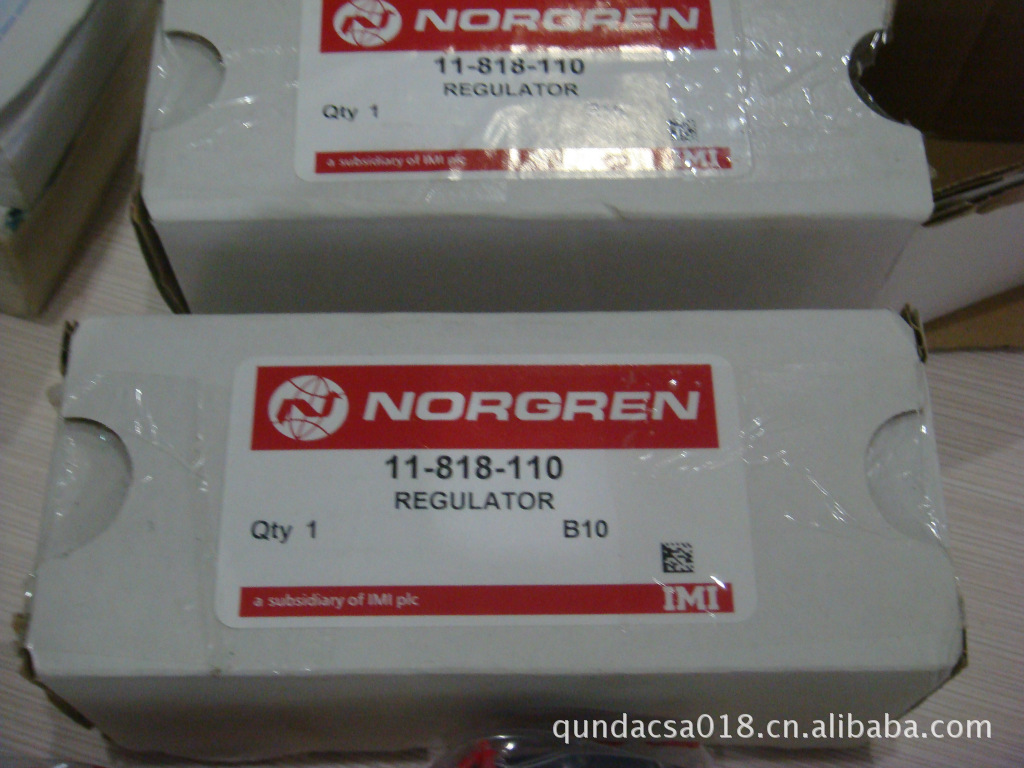 NORGREN
11-818-110
REGULATOR
Qty 1
a subsidiary of IMI plc IMI
NORGREN
11-818-110
REGULATOR
Qty 1 B10
a subsidiary of IMI plc IMI
qundacsa018.cn.alibaba.com